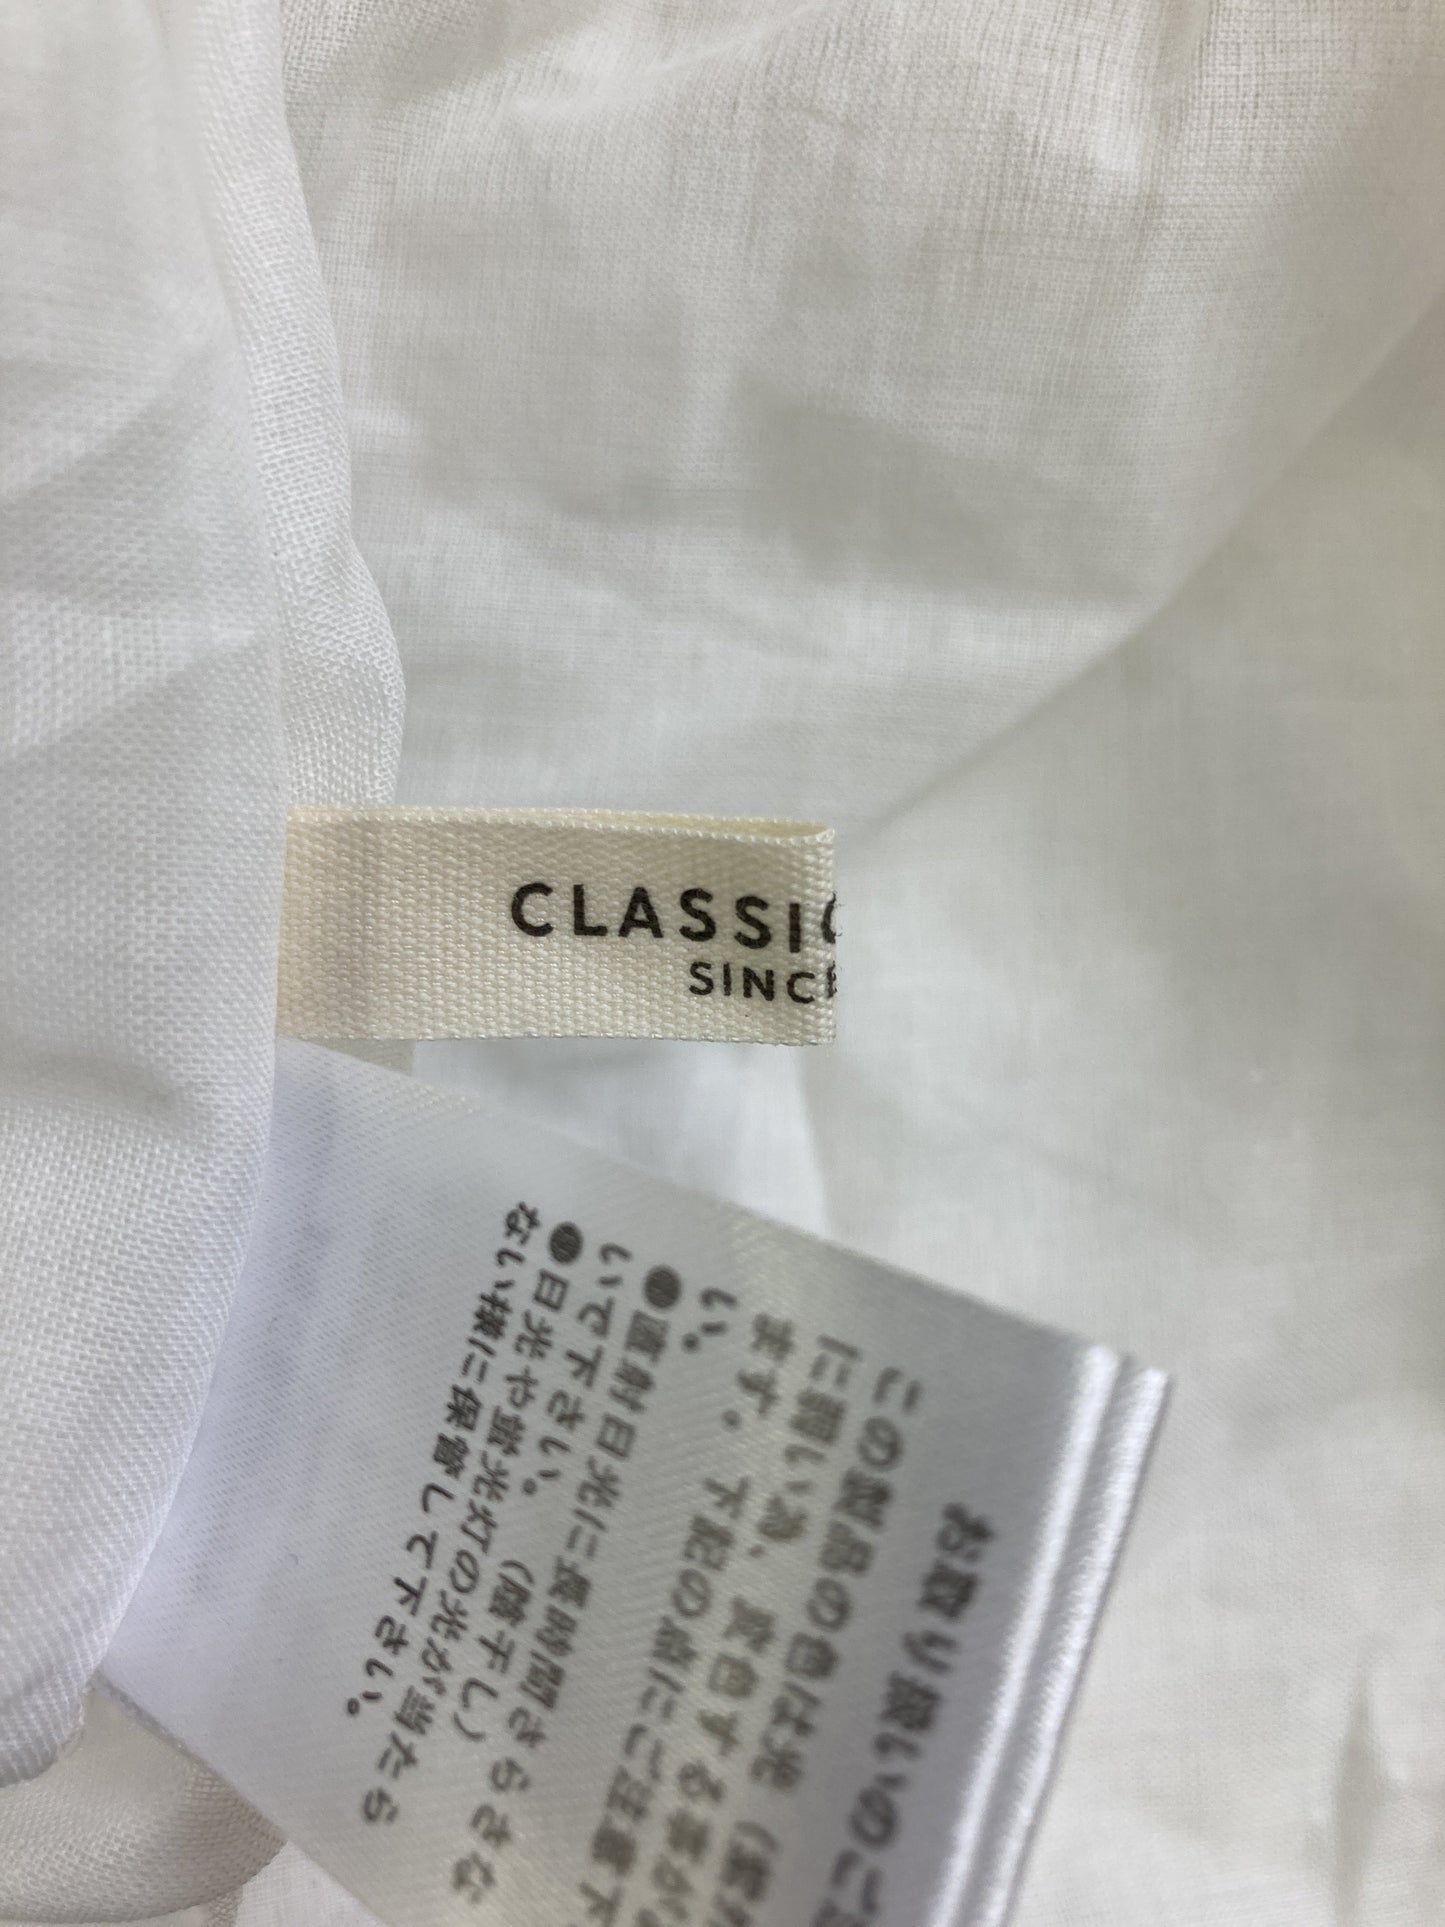 CLASSIC
SINCE
お取り扱いのご
この製品の色は光
に弱い為、変色する事が
ます。下記の点にご注意下
い。
●直射日光に長時間さらさな
いで下さい。(陰干し)
●日光や蛍光灯の光が当たら
ない様に保管して下さい。